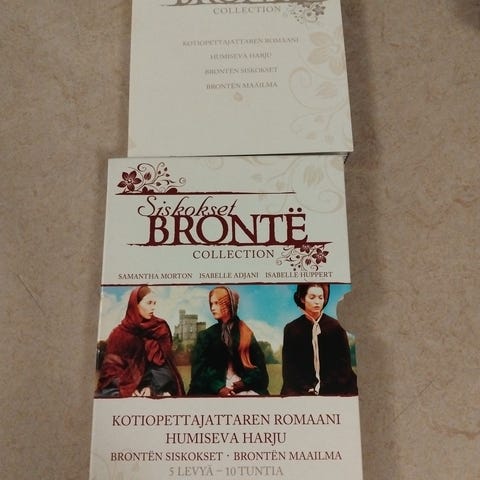 COLLECTION
KOTIOPETTAJATTAREN ROMAANI
HUMISEVA HARJU
BRONTËN SISKOKSET
BRONTËN MAAILMA
Siskokset
BRONTË
COLLECTION
SAMANTHA MORTON ISABELLE ADJANI ISABELLE HUPPERT
KOTIOPETTAJATTAREN ROMAANI
HUMISEVA HARJU
BRONTËN SISKOKSET · BRONTËN MAAILMA
5 LEVYÄ – 10 TUNTIA